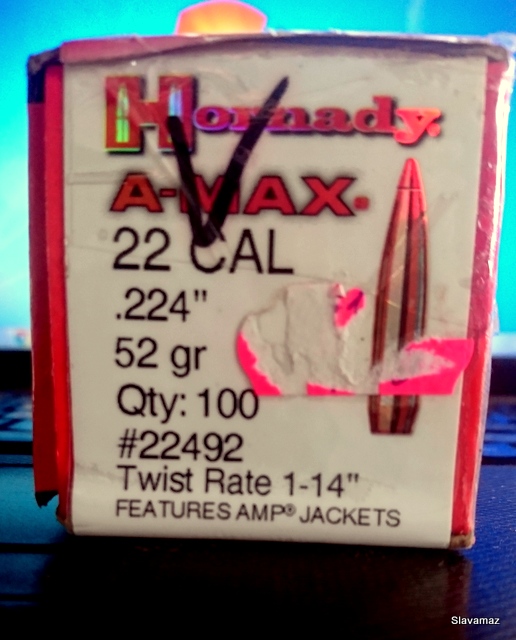 Hornady.
A-MAX.
22 CAL
.224"
52 gr
Qty: 100
#22492
Twist Rate 1-14"
FEATURES AMP® JACKETS
Slavamaz